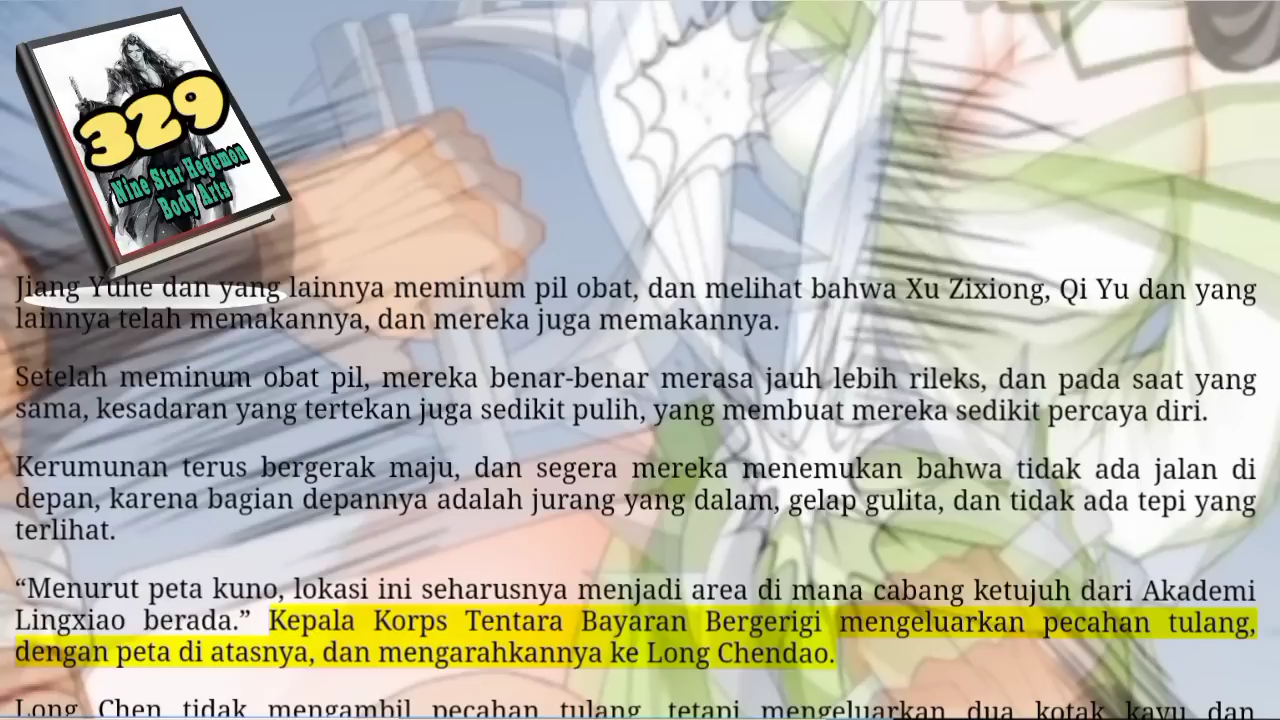 329
Nine Star Hegemon
Body Arts
Jiang Yuhe dan yang lainnya meminum pil obat, dan melihat bahwa Xu Zixiong, Qi Yu dan yang
lainnya telah memakannya, dan mereka juga memakannya.
Setelah meminum obat pil, mereka benar-benar merasa jauh lebih rileks, dan pada saat yang
sama, kesadaran yang tertekan juga sedikit pulih, yang membuat mereka sedikit percaya diri.
Kerumunan terus bergerak maju, dan segera mereka menemukan bahwa tidak ada jalan di
depan, karena bagian depannya adalah jurang yang dalam, gelap gulita, dan tidak ada tepi yang
terlihat.
“Menurut peta kuno, lokasi ini seharusnya menjadi area di mana cabang ketujuh dari Akademi
Lingxiao berada.” Kepala Korps Tentara Bayaran Bergerigi mengeluarkan pecahan tulang,
dengan peta di atasnya, dan mengarahkannya ke Long Chendao.
Long Chen tidak mengambil pecahan tulang, tetapi mengeluarkan dua kotak kayu dan